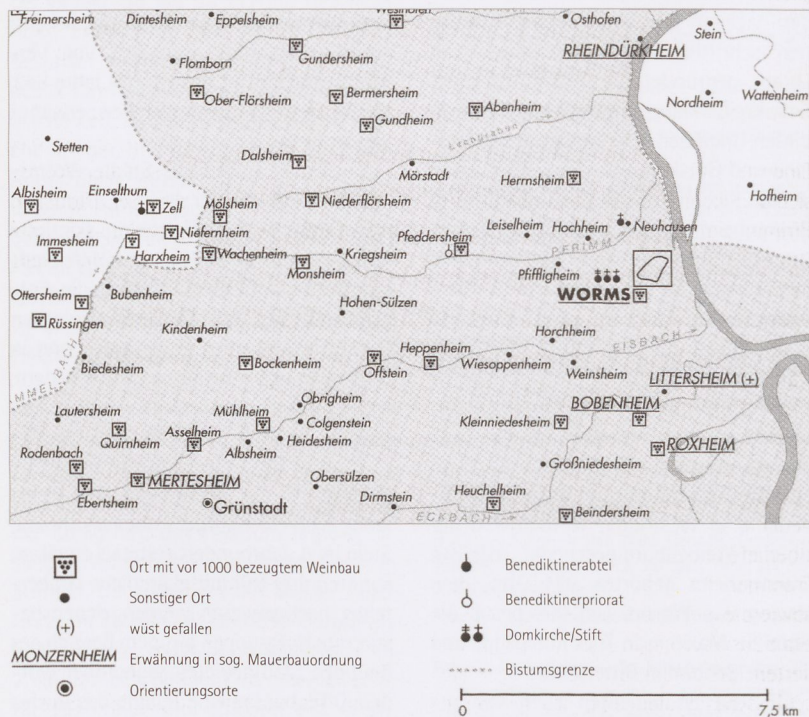 Freimersheim
Dintesheim
Eppelsheim
Westhofen
Osthofen
Stein
RHEINDÜRKHEIM
Flomborn
Gundersheim
Wattenheim
Nordheim
Ober-Flörsheim
Bermersheim
Abenheim
Gundheim
Stetten
Dalsheim
Mörstadt
Herrnsheim
Hofheim
Albisheim
Einselthum
Zell
Mölsheim
Niederflörsheim
Niefernheim
Leiselheim
Hochheim
Neuhausen
Immesheim
Harxheim
Wachenheim
Kriegsheim
Pfeddersheim
PFRIMM
Monsheim
Pfiffligheim
WORMS
Ottersheim
Bubenheim
Hohen-Sülzen
Rüssingen
Kindenheim
Horchheim
EISBACH
Biedesheim
Bockenheim
Offstein
Heppenheim
Wiesoppenheim
Weinsheim
LITTERSHEIM (+)
Obrigheim
BOBENHEIM
Lautersheim
Mühlheim
Colgenstein
Kleinniedesheim
Quirnheim
Asselheim
Albsheim
Heidesheim
ROXHEIM
Rodenbach
Großniedesheim
MERTESHEIM
Obersülzen
Ebertsheim
Grünstadt
Dirmstein
Heuchelheim
ECKBACH
Beindersheim
Ort mit vor 1000 bezeugtem Weinbau
Sonstiger Ort
(+) wüst gefallen
MONZERNHEIM Erwähnung in sog. Mauerbauordnung
Orientierungsorte
Benediktinerabtei
Benediktinerpriorat
Domkirche/Stift
Bistumsgrenze
0 7,5 km